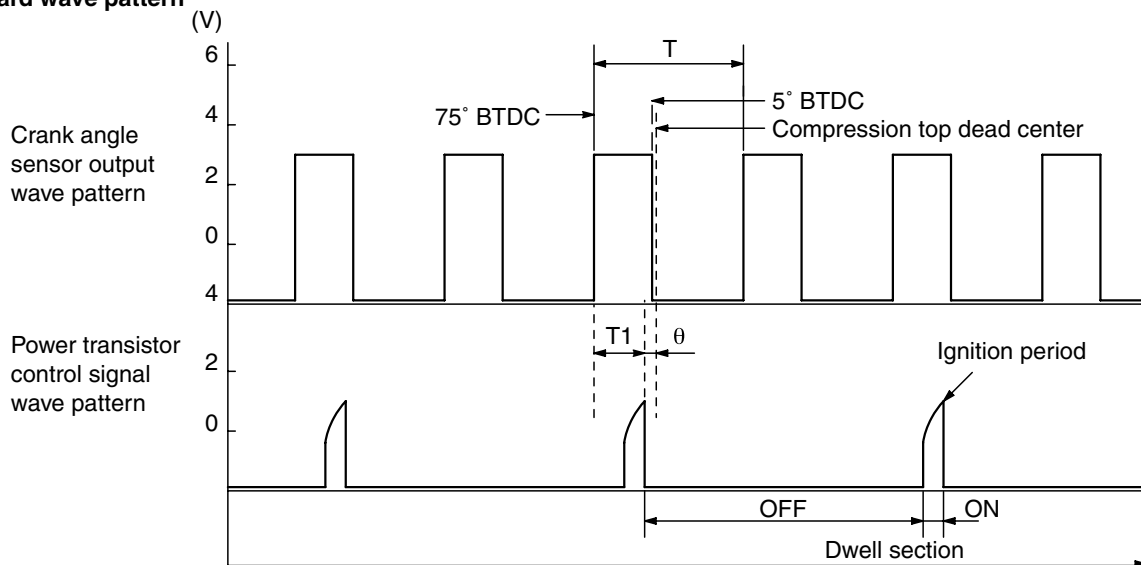 ard wave pattern
(V)
6
4
2
0
T
75° BTDC
5° BTDC
Compression top dead center
Crank angle
sensor output
wave pattern
4
2
0
T1
θ
Ignition period
Power transistor
control signal
wave pattern
OFF
ON
Dwell section